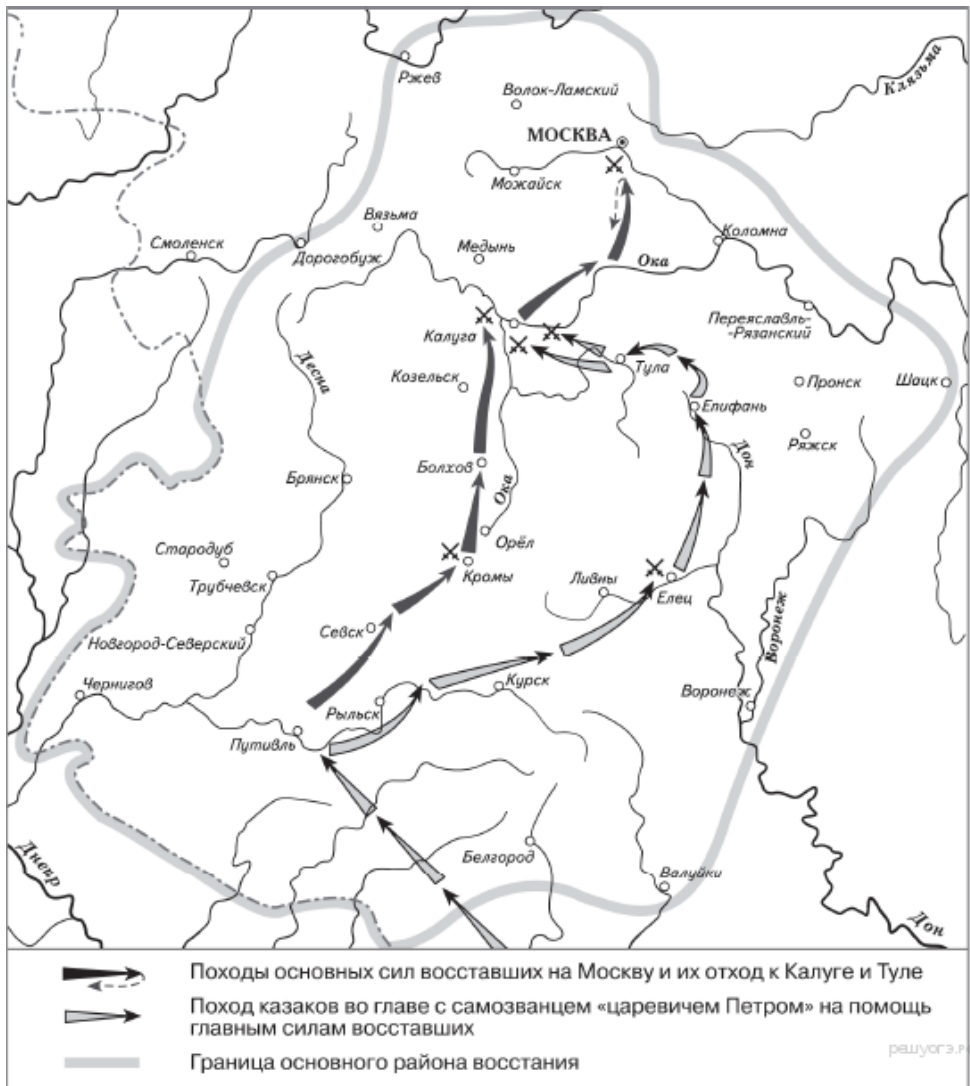 Ржев
Клязьма
Волок-Ламский
МОСКВА
Можайск
Вязьма
Смоленск
Дорогобуж
Медынь
Коломна
Ока
Переяславль-
-Рязанский
Калуга
Десна
Тула
Козельск
Пронск
Шацк
Епифань
Ряжск
Дон
Болхов
Брянск
Ока
Орёл
Стародуб
Кромы
Трубчевск
Ливны
Елец
Воронеж
Севск
Новгород-Северский
Чернигов
Курск
Воронеж
Рыльск
Путивль
Белгород
Валуйки
Днепр
Дон
Походы основных сил восставших на Москву и их отход к Калуге и Туле
Поход казаков во главе с самозванцем «царевичем Петром» на помощь
главным силам восставших
Граница основного района восстания
решуогэ.рф